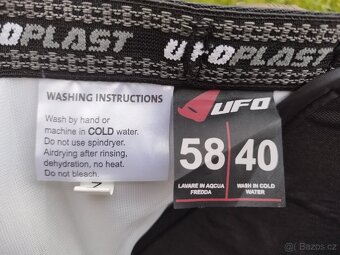 UFOPLAST UFOPLAST
WASHING INSTRUCTIONS
Wash by hand or
machine in COLD water.
Do not use spindryer.
Airdrying after rinsing,
dehydration, no heat.
Do not bleach.
UFO
58 40
LAVARE IN AQCUA
FREDDA
WASH IN COLD
WATER
bazos.cz